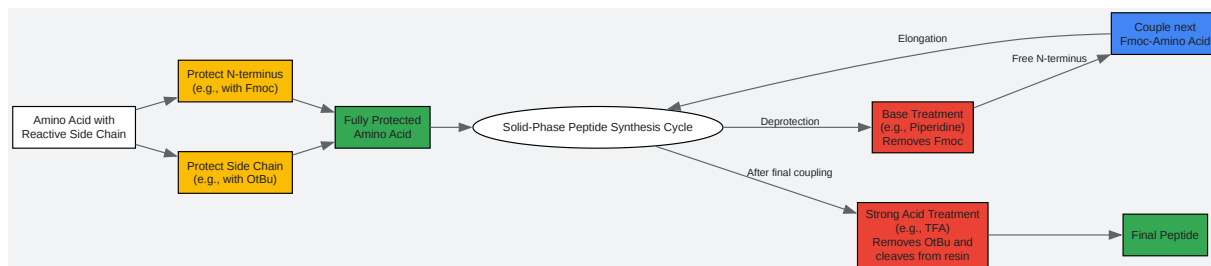 Amino Acid with
Reactive Side Chain
Protect N-terminus
(e.g., with Fmoc)
Protect Side Chain
(e.g., with OtBu)
Fully Protected
Amino Acid
Solid-Phase Peptide Synthesis Cycle
Elongation
Deprotection
After final coupling
Base Treatment
(e.g., Piperidine)
Removes Fmoc
Free N-terminus
Couple next
Fmoc-Amino Acid
Strong Acid Treatment
(e.g., TFA)
Removes OtBu and
cleaves from resin
Final Peptide